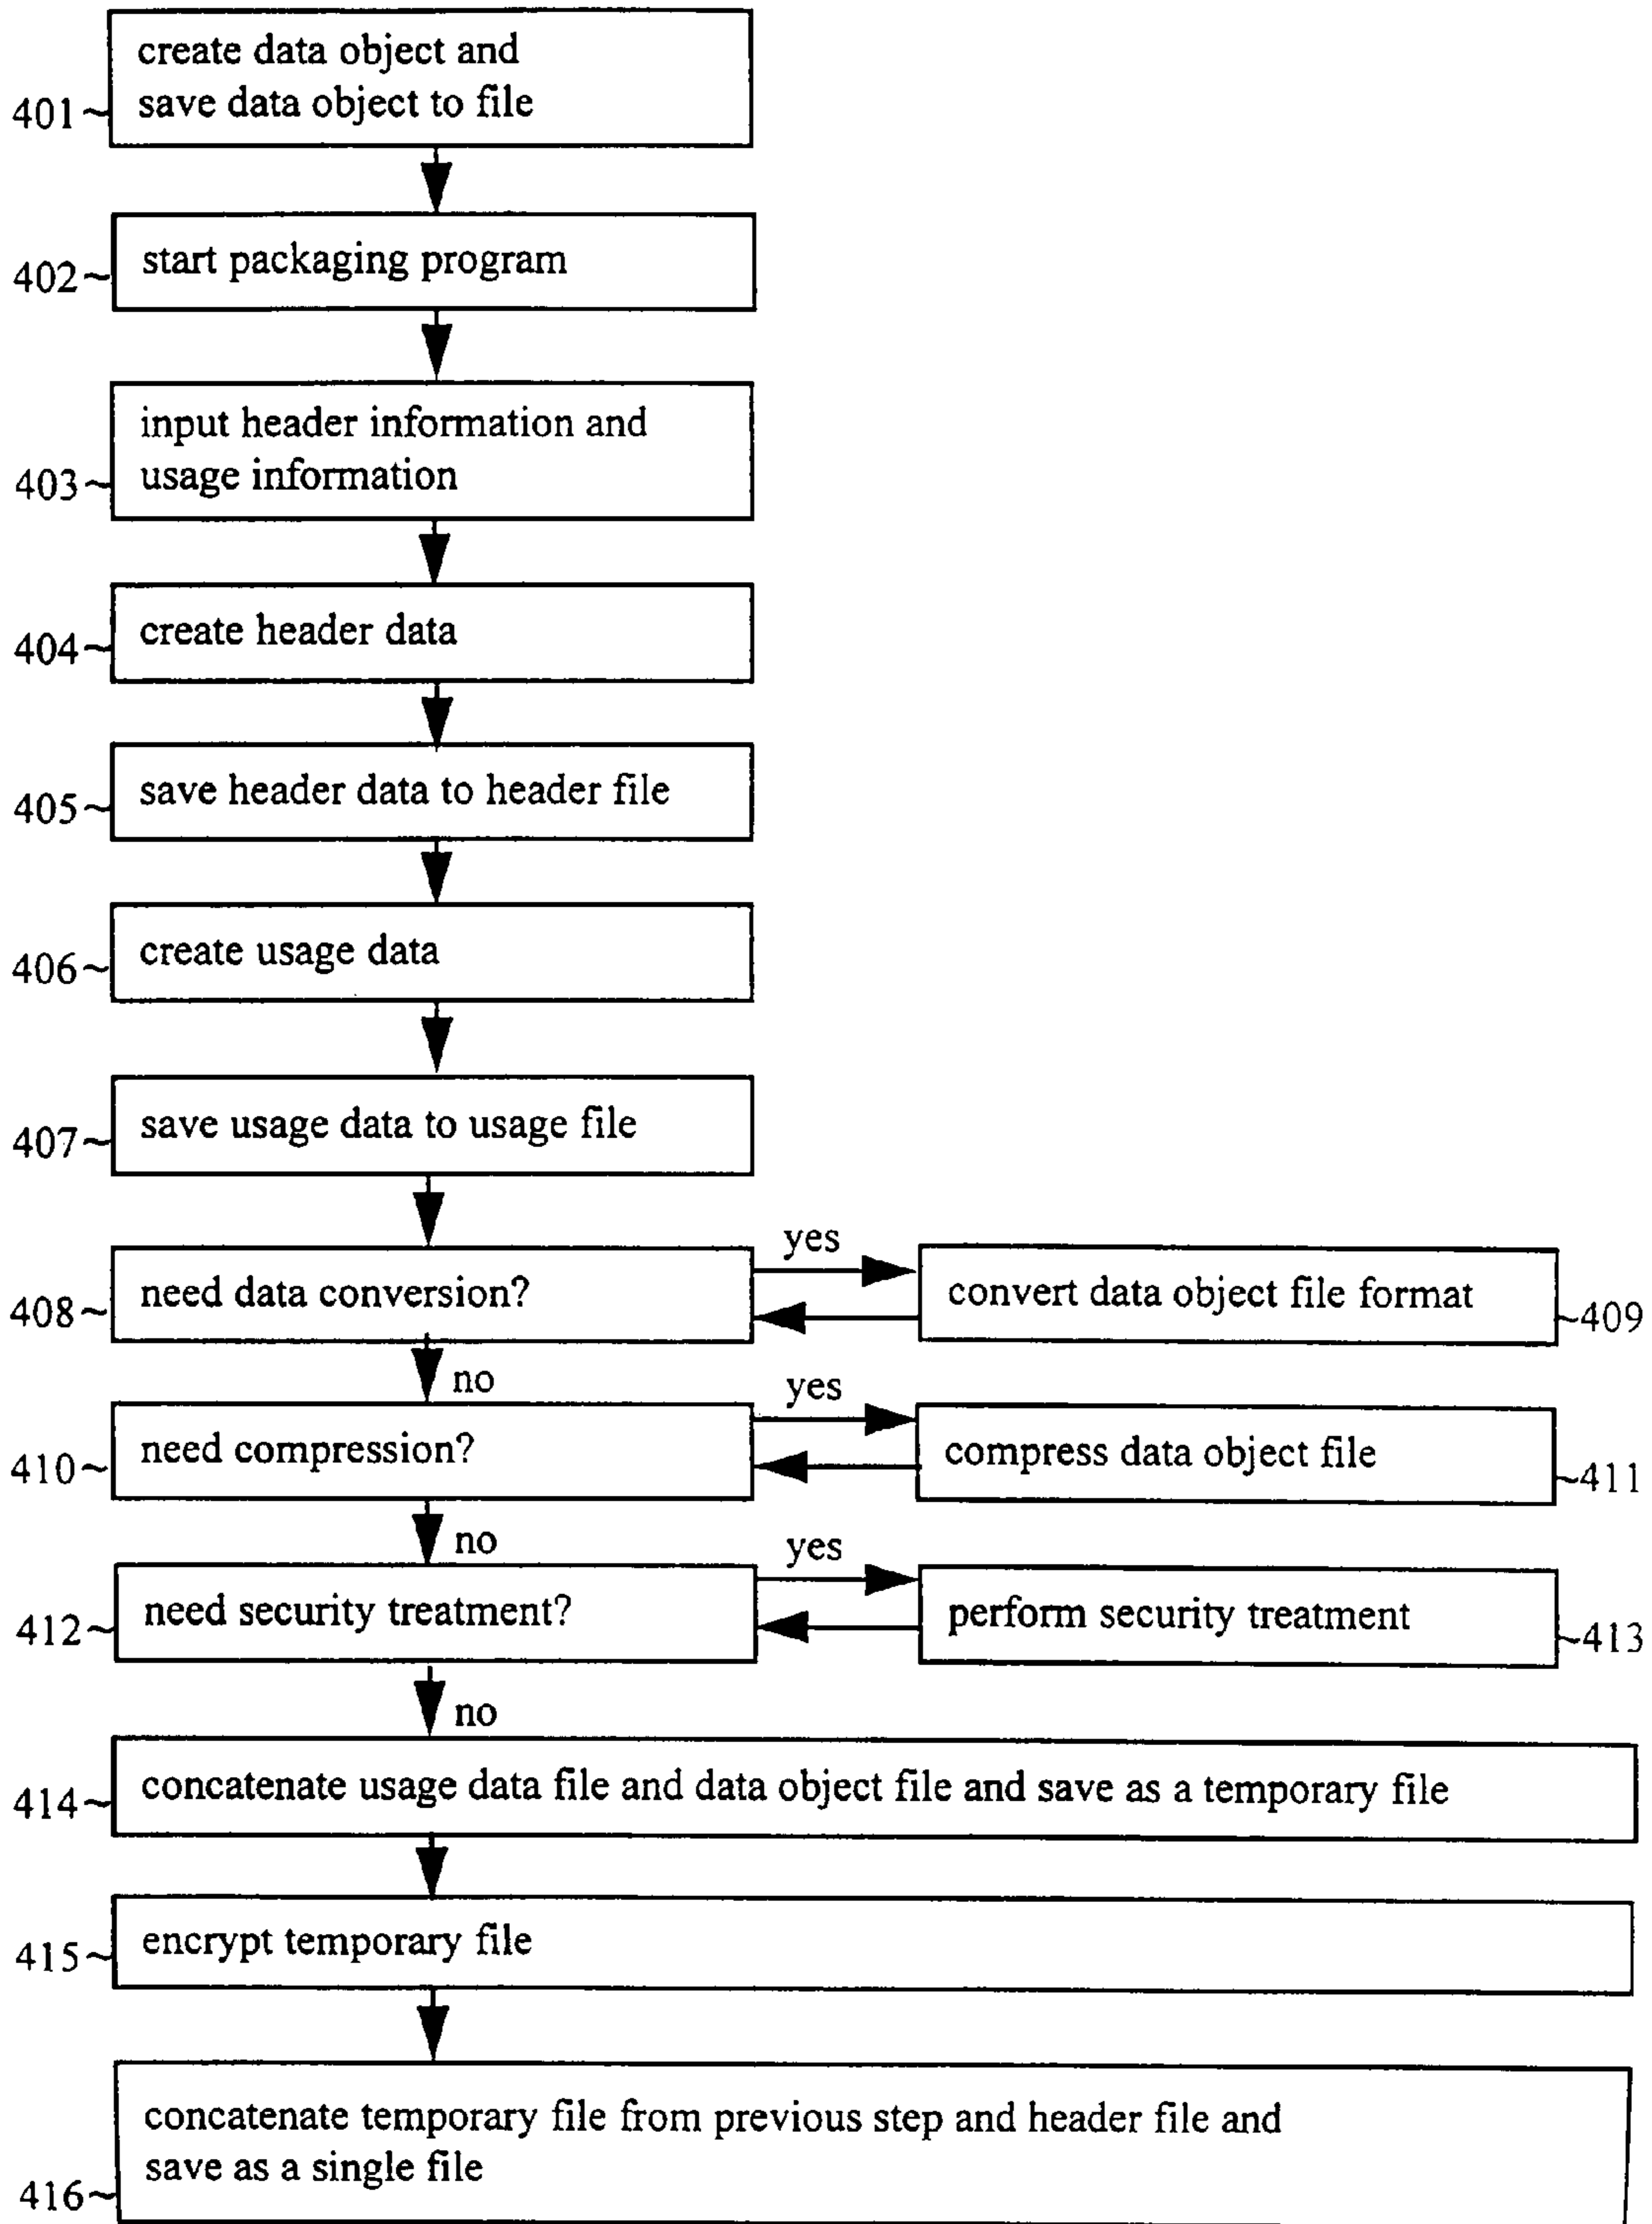 create data object and
save data object to file
401
start packaging program
402
input header information and
usage information
403
create header data
404
save header data to header file
405
create usage data
406
save usage data to usage file
407
yes
need data conversion?
408
convert data object file format
409
no
yes
need compression?
410
compress data object file
411
no
yes
need security treatment?
412
perform security treatment
413
no
concatenate usage data file and data object file and save as a temporary file
414
encrypt temporary file
415
concatenate temporary file from previous step and header file and
save as a single file
416